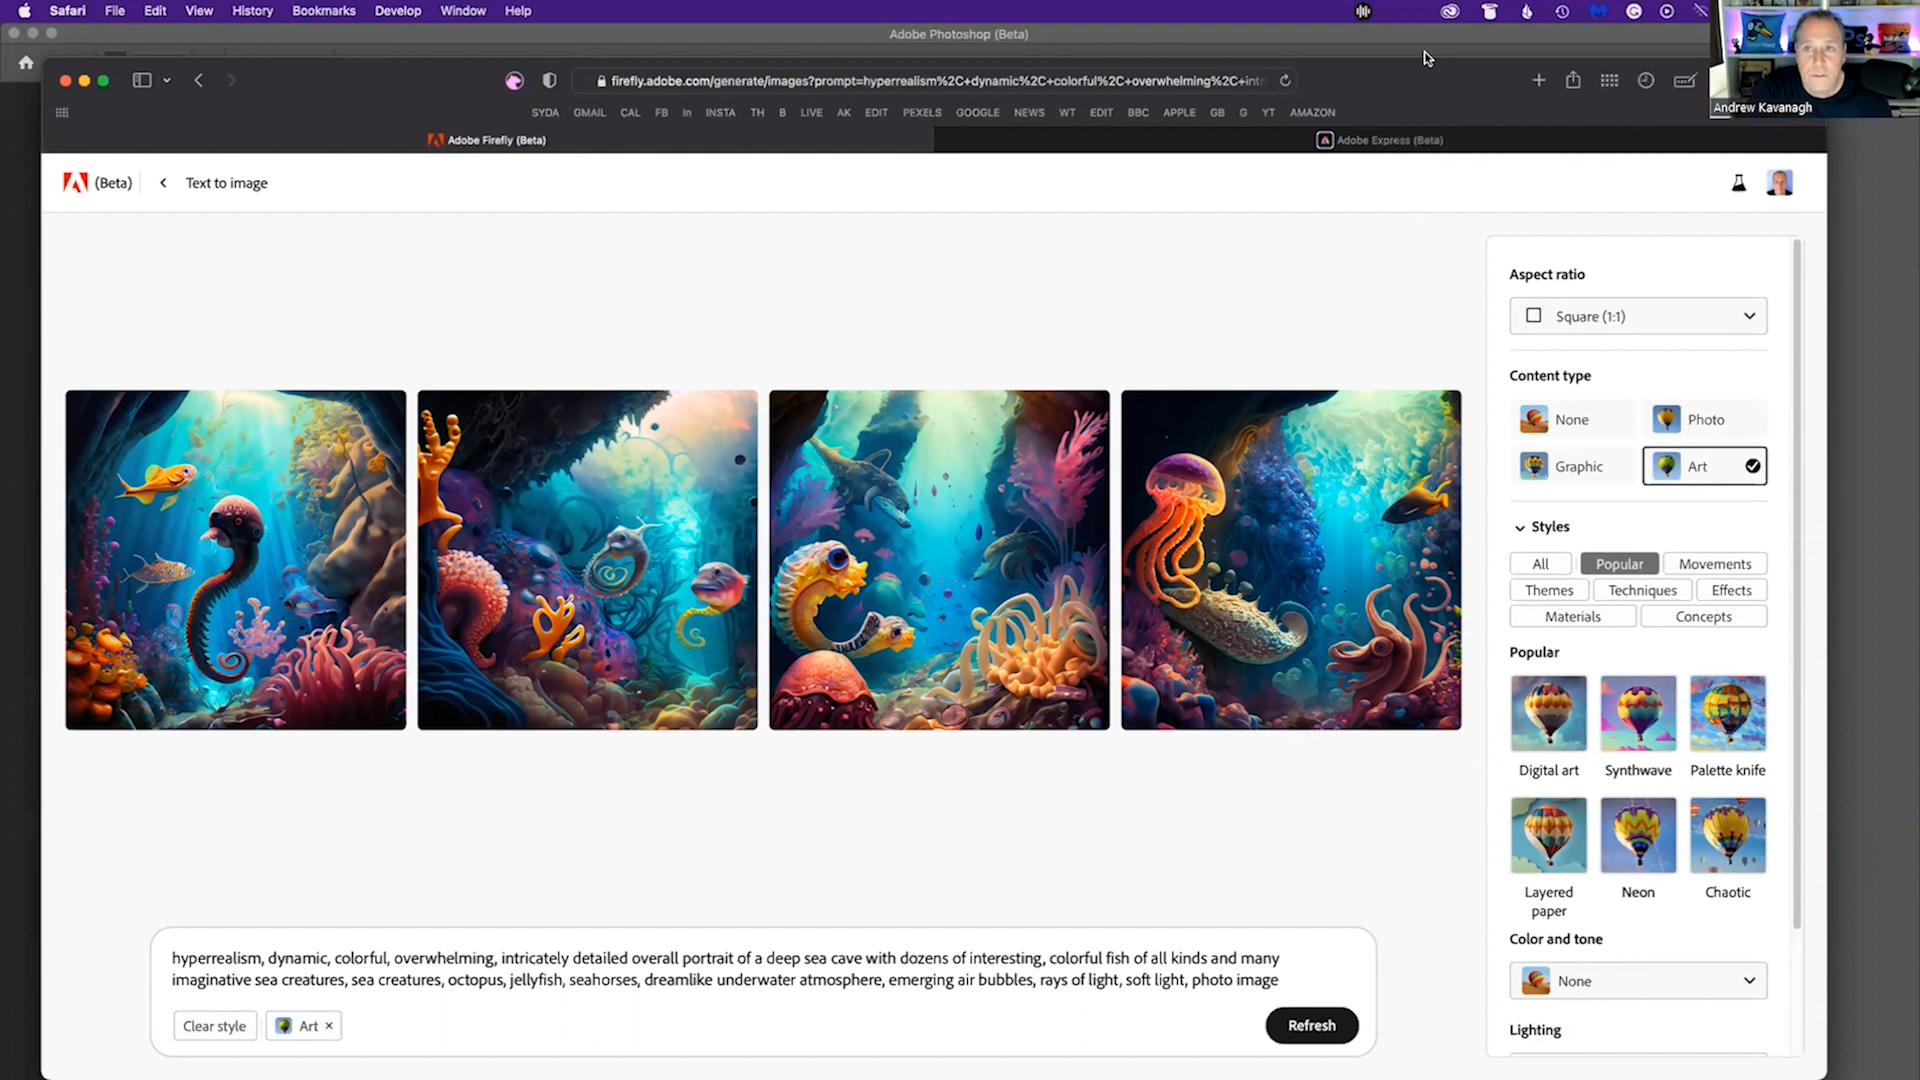 Safari File Edit View History Bookmarks Develop Window Help
Adobe Photoshop (Beta)
firefly.adobe.com/generate/images?prompt=hyperrealism%2C+dynamic%2C+colorful%2C+overwhelming%2C+intr
SYDA GMAIL CAL FB In INSTA TH B LIVE AK EDIT PEXELS GOOGLE NEWS WT EDIT BBC APPLE GB G YT AMAZON
Andrew Kavanagh
Adobe Firefly (Beta)
Adobe Express (Beta)
(Beta) Text to image
Aspect ratio
Square (1:1)
Content type
None Photo
Graphic Art
Styles
All Popular Movements
Themes Techniques Effects
Materials Concepts
Popular
Digital art Synthwave Palette knife
Layered paper Neon Chaotic
Color and tone
None
Lighting
hyperrealism, dynamic, colorful, overwhelming, intricately detailed overall portrait of a deep sea cave with dozens of interesting, colorful fish of all kinds and many
imaginative sea creatures, sea creatures, octopus, jellyfish, seahorses, dreamlike underwater atmosphere, emerging air bubbles, rays of light, soft light, photo image
Clear style Art × Refresh